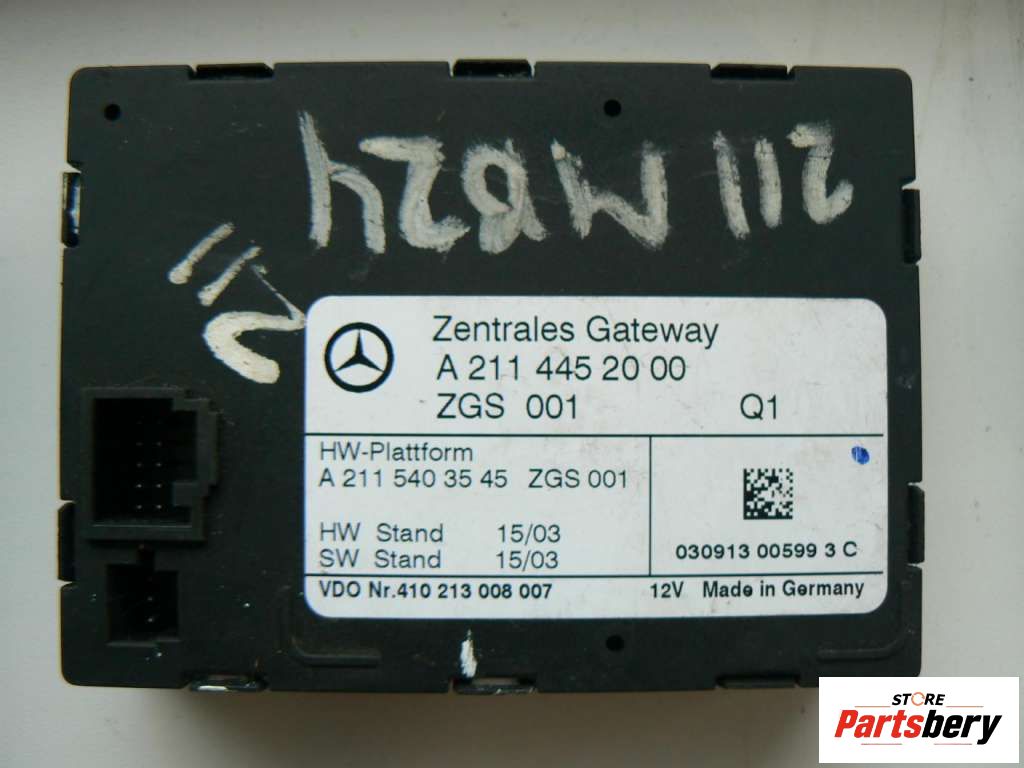 211
Zentrales Gateway
A 211 445 20 00
ZGS 001 Q1
HW-Plattform
A 211 540 35 45 ZGS 001
HW Stand 15/03
SW Stand 15/03
030913 00599 3 C
VDO Nr.410 213 008 007 12V Made in Germany
STORE
Partsbery